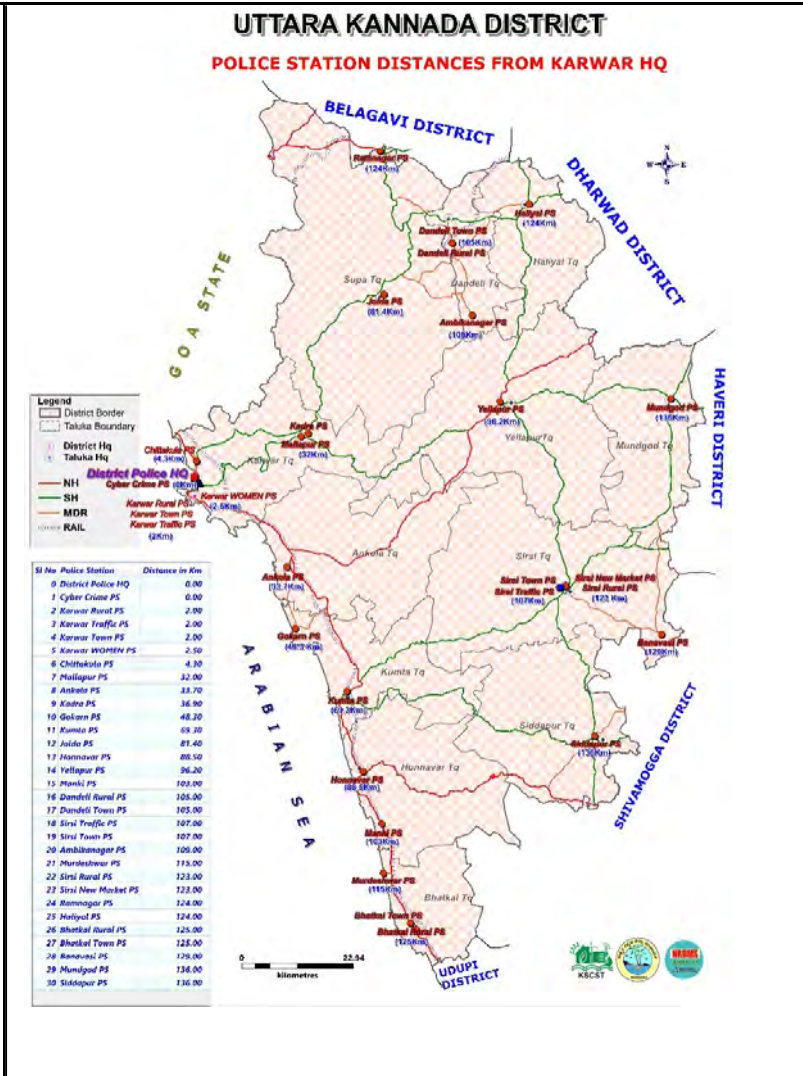 UTTARA KANNADA DISTRICT
POLICE STATION DISTANCES FROM KARWAR HQ
BELAGAVI DISTRICT
N
W E
S
DHARWAD DISTRICT
Ramnagar PS
(124Km)
Haliyal PS
(124Km)
Dandeli Town PS
(105Km)
Dandeli Rural PS
Haliyal Tq
Supa Tq
Dandeli Tq
Joida PS
(81.4Km)
Ambikanagar PS
(109Km)
GOA STATE
HAVERI DISTRICT
Yellapur PS
(96.2Km)
Mundgod PS
Yellapur Tq
Mundgod Tq
Legend
District Border
Taluka Boundary
District Hq
Taluka Hq
NH
SH
MDR
RAIL
Kadra PS
Mallapur PS
(32Km)
Chittakula PS
(4.3Km)
Karwar Tq
District Police HQ
Cyber Crime PS (0Km)
Karwar WOMEN PS
(2.5Km)
Karwar Rural PS
Karwar Town PS
Karwar Traffic PS
(2Km)
Ankola Tq
Ankola PS
(33.7Km)
Sirsi Tq
Sirsi Town PS
Sirsi Traffic PS
(107Km)
Sirsi New Market PS
Sirsi Rural PS
(123 Km)
Gokarn PS
Banavasi PS
(129Km)
ARABIAN SEA
Kumta Tq
Kumta PS
Siddapur Tq
Siddapur PS
SHIVAMOGGA DISTRICT
Honnavar PS
Hunnavar Tq
Manki PS
(103Km)
Murdeshwar PS
(115Km)
Bhatkal Tq
Bhatkal Town PS
Bhatkal Rural PS
(125Km)
UDUPI
DISTRICT
0 22.54
kilometres
KSCST
NRDMS
Sl No Police Station Distance in Km
0 District Police HQ 0.00
1 Cyber Crime PS 0.00
2 Karwar Rural PS 2.00
3 Karwar Traffic PS 2.00
4 Karwar Town PS 2.00
5 Karwar WOMEN PS 2.50
6 Chittakula PS 4.30
7 Mallapur PS 32.00
8 Ankola PS 33.70
9 Kadra PS 36.90
10 Gokarn PS 48.30
11 Kumta PS 69.30
12 Joida PS 81.40
13 Honnavar PS 88.50
14 Yellapur PS 96.20
15 Manki PS 103.00
16 Dandeli Rural PS 105.00
17 Dandeli Town PS 105.00
18 Sirsi Traffic PS 107.00
19 Sirsi Town PS 107.00
20 Ambikanagar PS 109.00
21 Murdeshwar PS 115.00
22 Sirsi Rural PS 123.00
23 Sirsi New Market PS 123.00
24 Ramnagar PS 124.00
25 Haliyal PS 124.00
26 Bhatkal Rural PS 125.00
27 Bhatkal Town PS 125.00
28 Banavasi PS 129.00
29 Mundgod PS 136.00
30 Siddapur PS 136.00